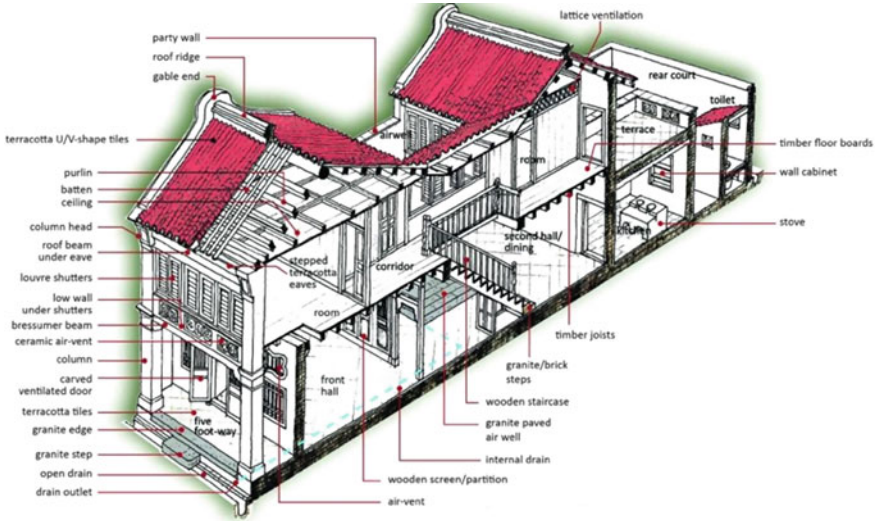 party wall
roof ridge
gable end
terracotta U/V-shape tiles
purlin
batten
ceiling
column head
roof beam
under eave
louvre shutters
low wall
under shutters
bressumer beam
ceramic air-vent
column
carved
ventilated door
terracotta tiles
granite edge
granite step
open drain
drain outlet
lattice ventilation
rear court
toilet
airwell
terrace
room
timber floor boards
wall cabinet
stove
kitchen
second hall/
dining
stepped
terracotta
eaves
corridor
room
front
hall
five
foot-way
timber joists
granite/brick
steps
wooden staircase
granite paved
air well
internal drain
wooden screen/partition
air-vent